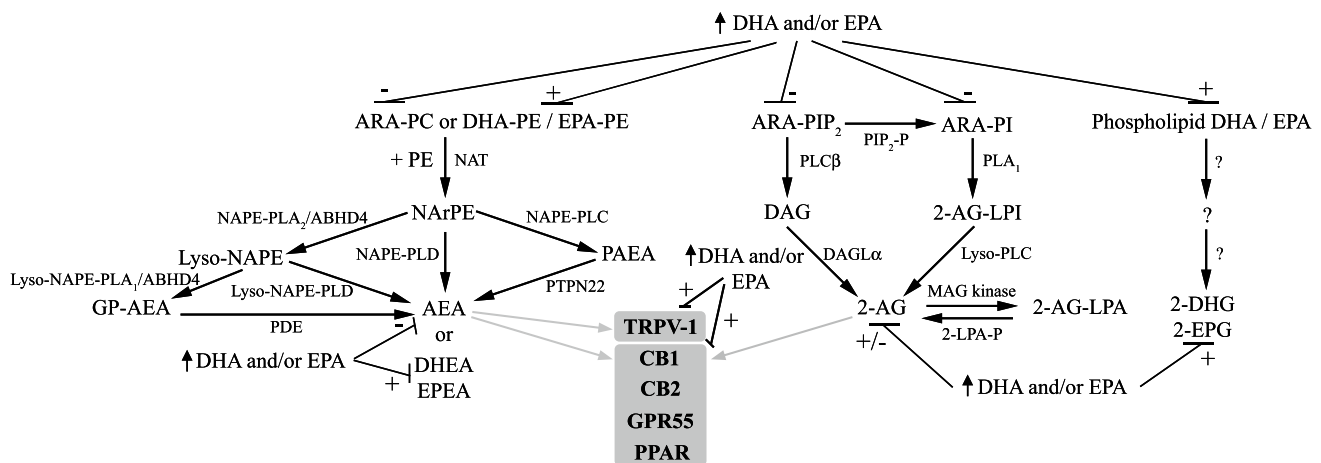 ↑ DHA and/or EPA
- + - - +
ARA-PC or DHA-PE / EPA-PE
ARA-PIP₂
PIP₂-P
ARA-PI
Phospholipid DHA / EPA
+ PE NAT
PLCβ
PLA₁
?
NArPE
DAG
2-AG-LPI
?
NAPE-PLA₂/ABHD4
NAPE-PLD
NAPE-PLC
Lyso-NAPE
PAEA
↑DHA and/or
EPA
DAGLα
Lyso-PLC
?
Lyso-NAPE-PLA₁/ABHD4
Lyso-NAPE-PLD
PTPN22
+
+
GP-AEA
PDE
AEA
or
DHEA
EPEA
-
↑DHA and/or EPA
+
TRPV-1
CB1
CB2
GPR55
PPAR
2-AG
+/-
MAG kinase
2-LPA-P
2-AG-LPA
2-DHG
2-EPG
+
↑DHA and/or EPA